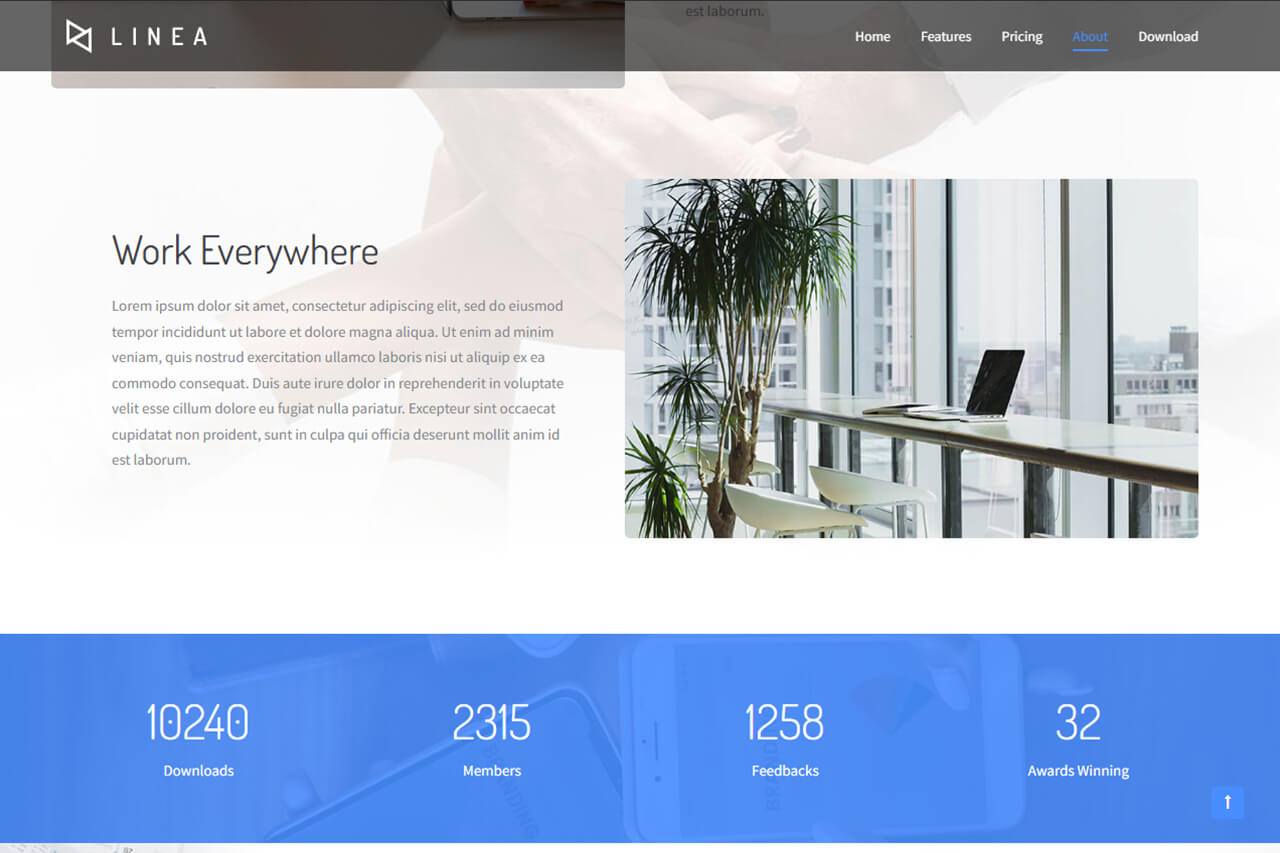 est laborum.
LINEA
Home Features Pricing About Download
Work Everywhere
Lorem ipsum dolor sit amet, consectetur adipiscing elit, sed do eiusmod
tempor incididunt ut labore et dolore magna aliqua. Ut enim ad minim
veniam, quis nostrud exercitation ullamco laboris nisi ut aliquip ex ea
commodo consequat. Duis aute irure dolor in reprehenderit in voluptate
velit esse cillum dolore eu fugiat nulla pariatur. Excepteur sint occaecat
cupidatat non proident, sunt in culpa qui officia deserunt mollit anim id
est laborum.
10240
Downloads
2315
Members
1258
Feedbacks
32
Awards Winning
BRANDING